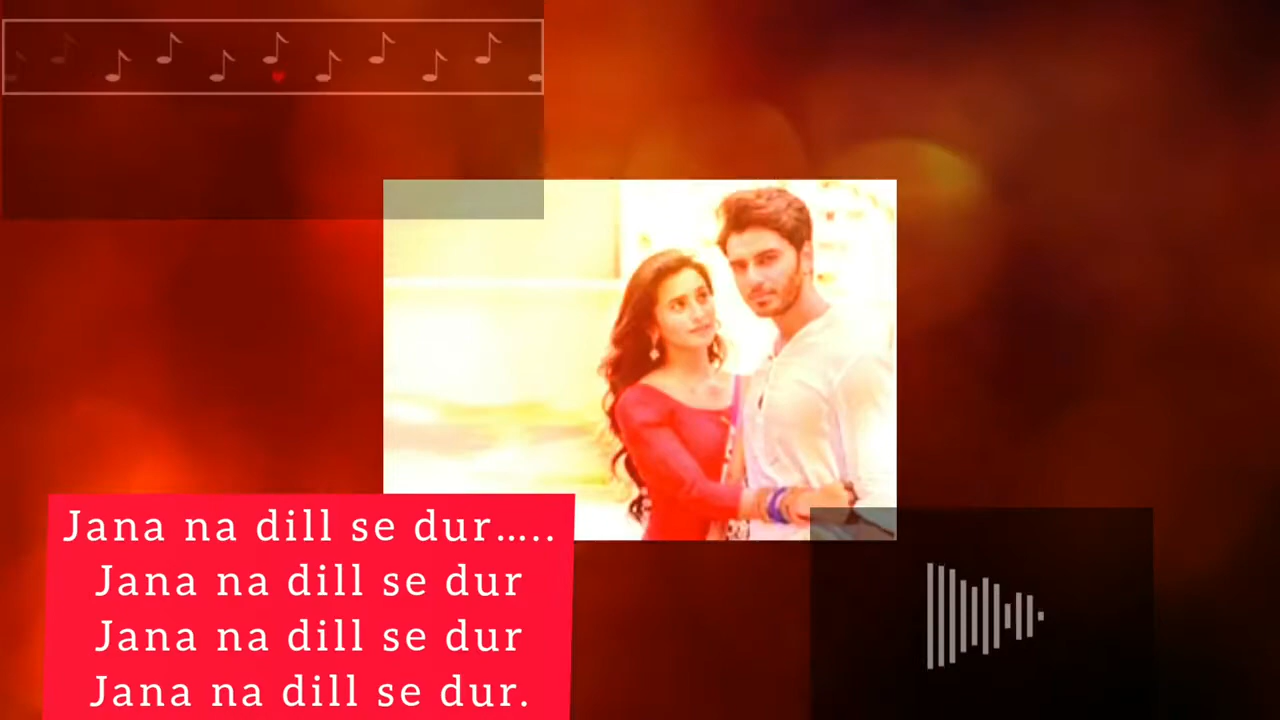 Jana na dill se dur.....
Jana na dill se dur
Jana na dill se dur
Jana na dill se dur.